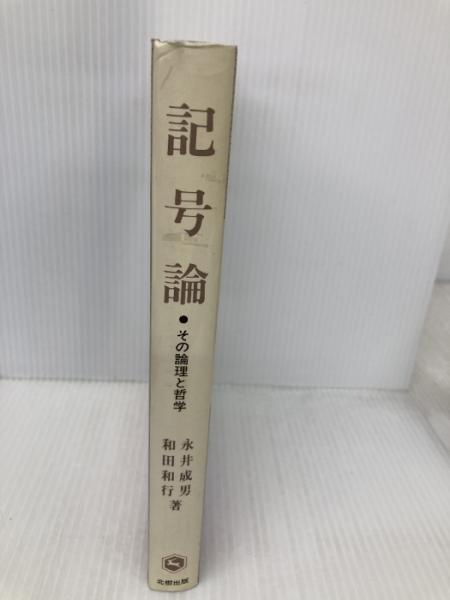 記号論
●その論理と哲学
永井成男
和田和行
著
北樹出版